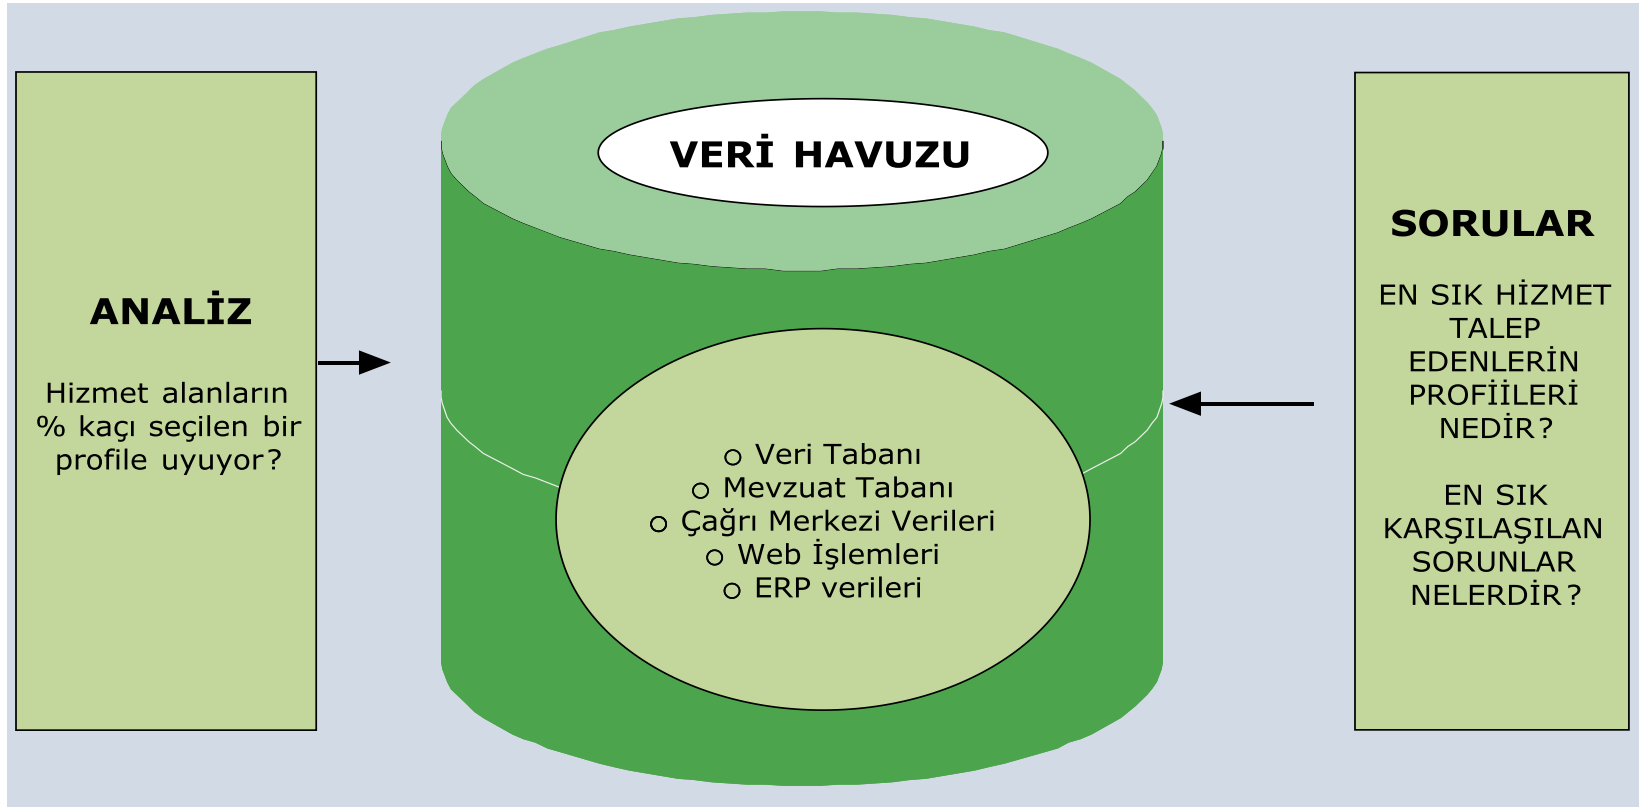 ANALİZ
Hizmet alanların
% kaçı seçilen bir
profile uyuyor?
VERİ HAVUZU
o Veri Tabanı
o Mevzuat Tabanı
o Çağrı Merkezi Verileri
o Web İşlemleri
o ERP verileri
SORULAR
EN SIK HİZMET
TALEP
EDENLERİN
PROFİİLERİ
NEDİR?
EN SIK
KARŞILAŞILAN
SORUNLAR
NELERDİR?